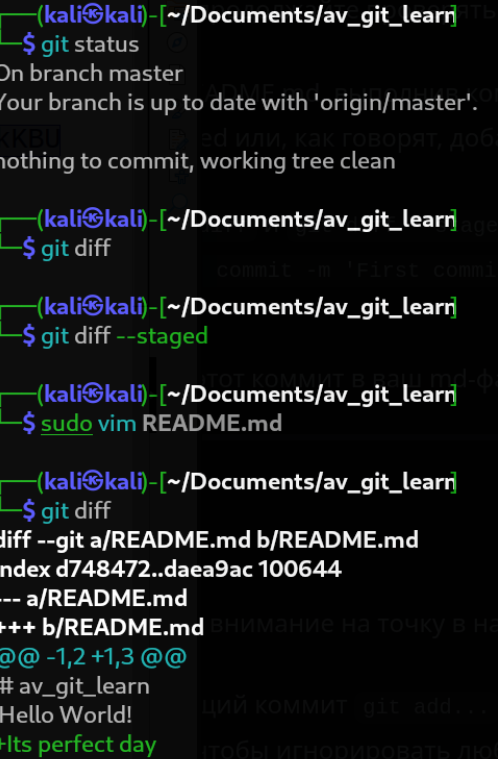 (kali㉿kali)-[~/Documents/av_git_learn]
$ git status
On branch master
Your branch is up to date with 'origin/master'.
nothing to commit, working tree clean
(kali㉿kali)-[~/Documents/av_git_learn]
$ git diff
(kali㉿kali)-[~/Documents/av_git_learn]
$ git diff --staged
(kali㉿kali)-[~/Documents/av_git_learn]
$ sudo vim README.md
(kali㉿kali)-[~/Documents/av_git_learn]
$ git diff
diff --git a/README.md b/README.md
index d748472..daea9ac 100644
--- a/README.md
+++ b/README.md
@@ -1,2 +1,3 @@
# av_git_learn
Hello World!
+Its perfect day